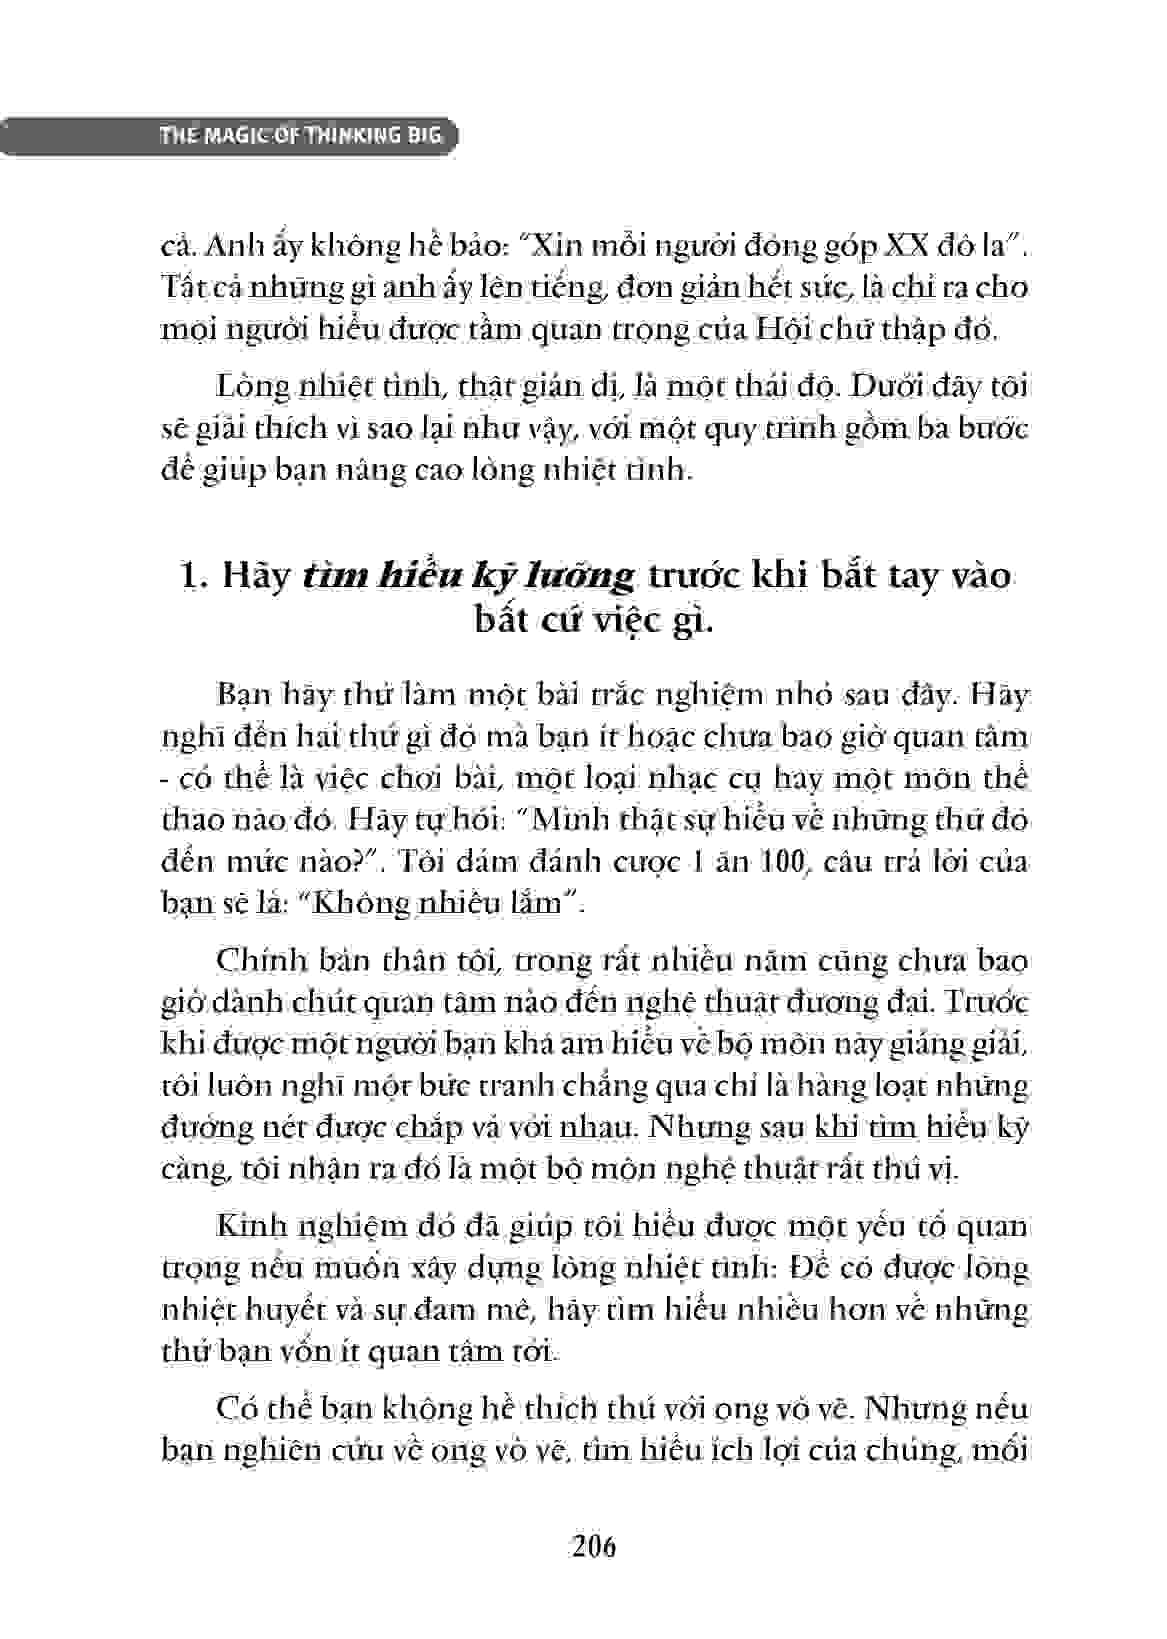 THE MAGIC OF THINKING BIG
cả. Anh ấy không hề bảo: “Xin mỗi người đóng góp XX đô la”.
Tất cả những gì anh ấy lên tiếng, đơn giản hết sức, là chỉ ra cho
mọi người hiểu được tầm quan trọng của Hội chữ thập đỏ.
Lòng nhiệt tình, thật giản dị, là một thái độ. Dưới đây tôi
sẽ giải thích vì sao lại như vậy, với một quy trình gồm ba bước
để giúp bạn nâng cao lòng nhiệt tình.
1. Hãy tìm hiểu kỹ lưỡng trước khi bắt tay vào
bất cứ việc gì.
Bạn hãy thử làm một bài trắc nghiệm nhỏ sau đây. Hãy
nghĩ đến hai thứ gì đó mà bạn ít hoặc chưa bao giờ quan tâm
- có thể là việc chơi bài, một loại nhạc cụ hay một môn thể
thao nào đó. Hãy tự hỏi: “Mình thật sự hiểu về những thứ đó
đến mức nào?”. Tôi dám đánh cược 1 ăn 100, câu trả lời của
bạn sẽ là: “Không nhiều lắm”.
Chính bản thân tôi, trong rất nhiều năm cũng chưa bao
giờ dành chút quan tâm nào đến nghệ thuật đương đại. Trước
khi được một người bạn khá am hiểu về bộ môn này giảng giải,
tôi luôn nghĩ một bức tranh chẳng qua chỉ là hàng loạt những
đường nét được chắp vá với nhau. Nhưng sau khi tìm hiểu kỹ
càng, tôi nhận ra đó là một bộ môn nghệ thuật rất thú vị.
Kinh nghiệm đó đã giúp tôi hiểu được một yếu tố quan
trọng nếu muốn xây dựng lòng nhiệt tình: Để có được lòng
nhiệt huyết và sự đam mê, hãy tìm hiểu nhiều hơn về những
thứ bạn vốn ít quan tâm tới.
Có thể bạn không hề thích thú với ong vò vẽ. Nhưng nếu
bạn nghiên cứu về ong vò vẽ, tìm hiểu ích lợi của chúng, mối
206